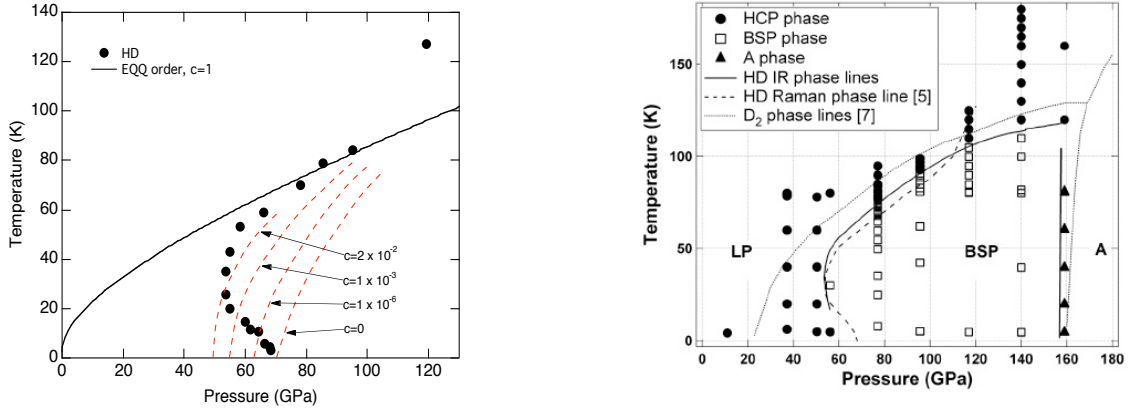 140
120
100
80
60
40
20
0
0
20
40
60
80
100
120
Temperature (K)
Pressure (GPa)
HD
EQQ order, c=1
c=2 x 10⁻²
c=1 x 10⁻³
c=1 x 10⁻⁶
c=0
HCP phase
BSP phase
A phase
HD IR phase lines
HD Raman phase line [5]
D₂ phase lines [7]
150
100
50
0
Temperature (K)
LP
BSP
A
0
20
40
60
80
100
120
140
160
180
Pressure (GPa)